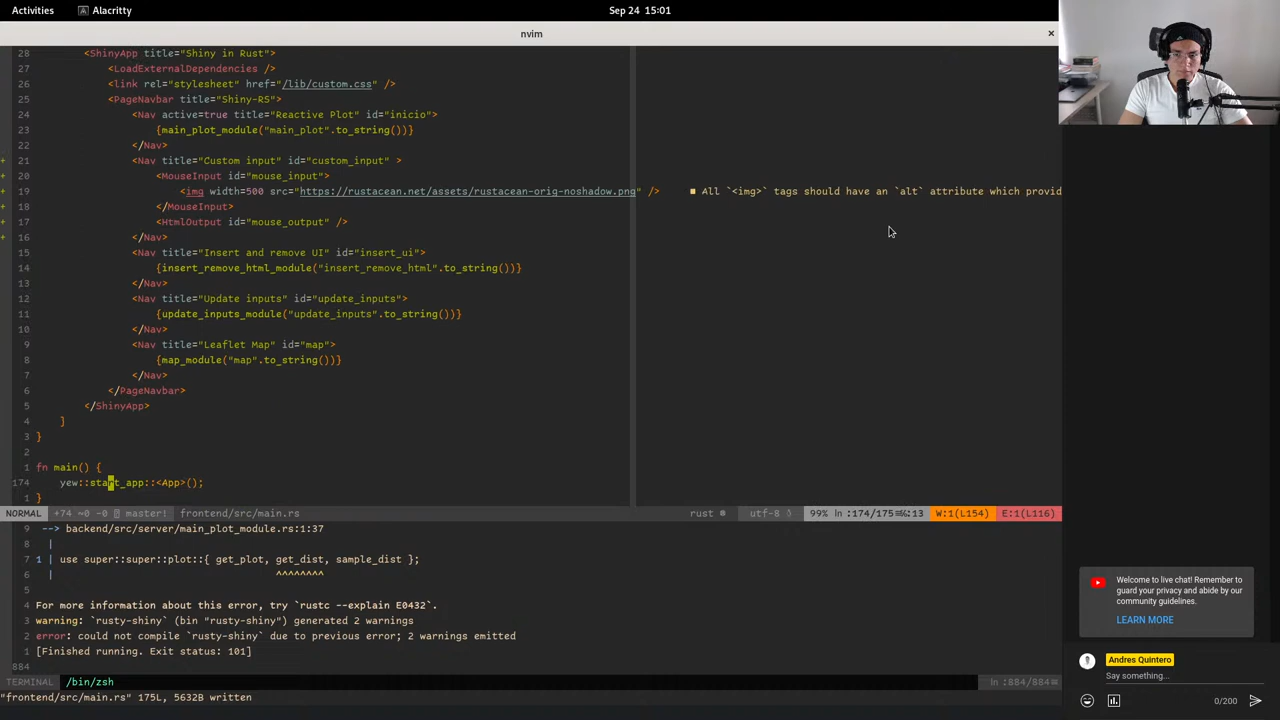 Activities
Alacritty
Sep 24 15:01
nvim
28 <ShinyApp title="Shiny in Rust">
27 <LoadExternalDependencies />
26 <link rel="stylesheet" href="/lib/custom.css" />
25 <PageNavbar title="Shiny-RS">
24 <Nav active=true title="Reactive Plot" id="inicio">
23 {main_plot_module("main_plot".to_string())}
22 </Nav>
+ 21 <Nav title="Custom input" id="custom_input" >
+ 20 <MouseInput id="mouse_input">
+ 19 <img width=500 src="https://rustacean.net/assets/rustacean-orig-noshadow.png" /> ■ All `<img>` tags should have an `alt` attribute which provid
+ 18 </MouseInput>
+ 17 <HtmlOutput id="mouse_output" />
+ 16 </Nav>
15 <Nav title="Insert and remove UI" id="insert_ui">
14 {insert_remove_html_module("insert_remove_html".to_string())}
13 </Nav>
12 <Nav title="Update inputs" id="update_inputs">
11 {update_inputs_module("update_inputs".to_string())}
10 </Nav>
9 <Nav title="Leaflet Map" id="map">
8 {map_module("map".to_string())}
7 </Nav>
6 </PageNavbar>
5 </ShinyApp>
4 ]
3 }
2
1 fn main() {
174 yew::start_app::<App>();
1 }
NORMAL +74 ~0 -0 master! frontend/src/main.rs rust utf-8 99% ln :174/175 :13 W:1(L154) E:1(L116)
9 --> backend/src/server/main_plot_module.rs:1:37
8 |
7 1 | use super::super::plot::{ get_plot, get_dist, sample_dist };
6 | ^^^^^^^^
5
4 For more information about this error, try `rustc --explain E0432`.
3 warning: `rusty-shiny` (bin "rusty-shiny") generated 2 warnings
2 error: could not compile `rusty-shiny` due to previous error; 2 warnings emitted
1 [Finished running. Exit status: 101]
884
TERMINAL /bin/zsh ln :884/884
"frontend/src/main.rs" 175L, 5632B written
Welcome to live chat! Remember to
guard your privacy and abide by our
community guidelines.
LEARN MORE
Andres Quintero
Say something...
0/200